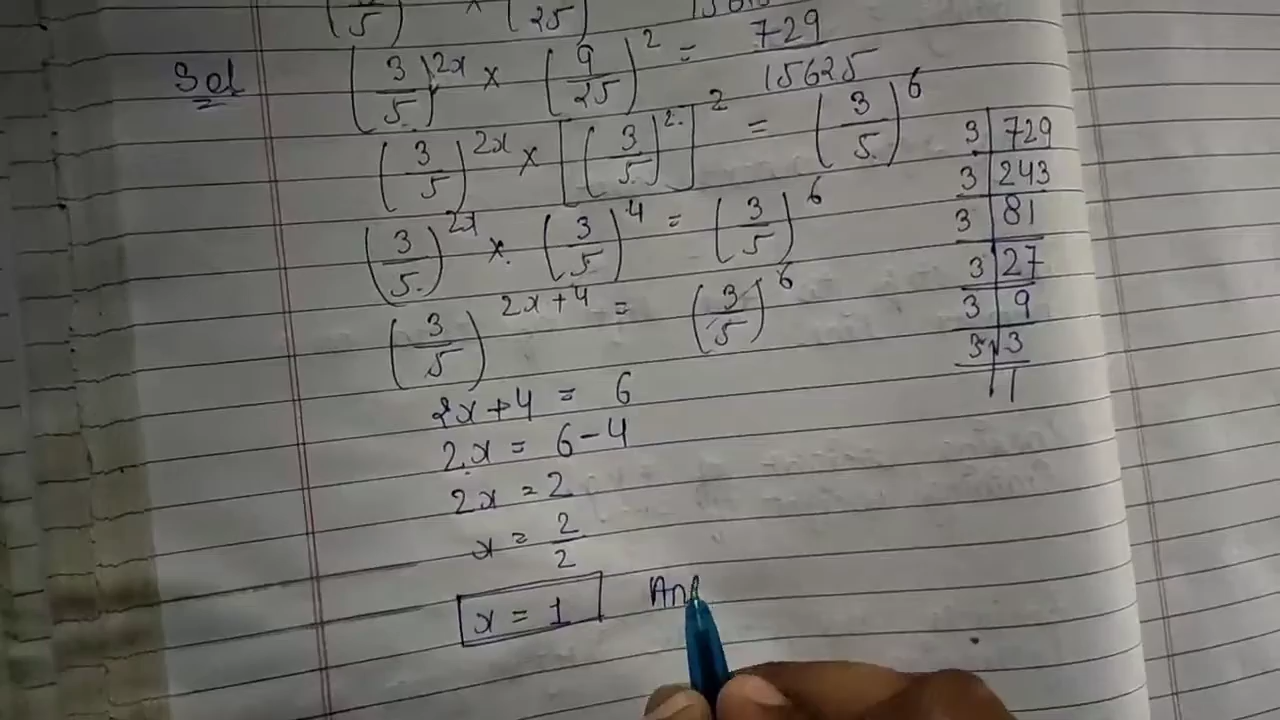 5) × ( 25)
Sol (3/5)^2x × (9/25)^2 = 729/15625
(3/5)^2x × [(3/5)^2]^2 = (3/5)^6
(3/5)^2x × (3/5)^4 = (3/5)^6
(3/5)^2x+4 = (3/5)^6
2x+4 = 6
2x = 6-4
2x = 2
x = 2/2
x = 1 An
3 | 729
3 | 243
3 | 81
3 | 27
3 | 9
3 | 3
| 1